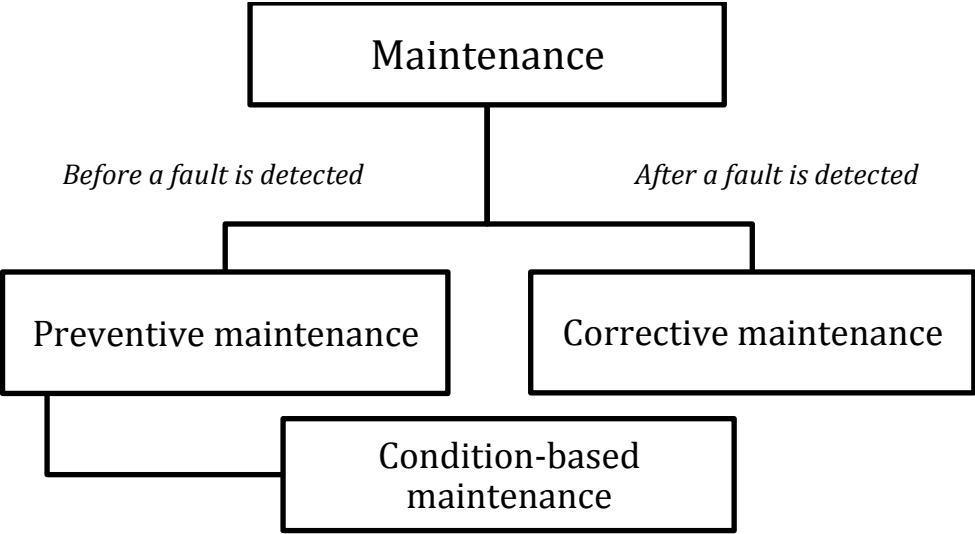 Maintenance
Before a fault is detected
After a fault is detected
Preventive maintenance
Corrective maintenance
Condition-based
maintenance